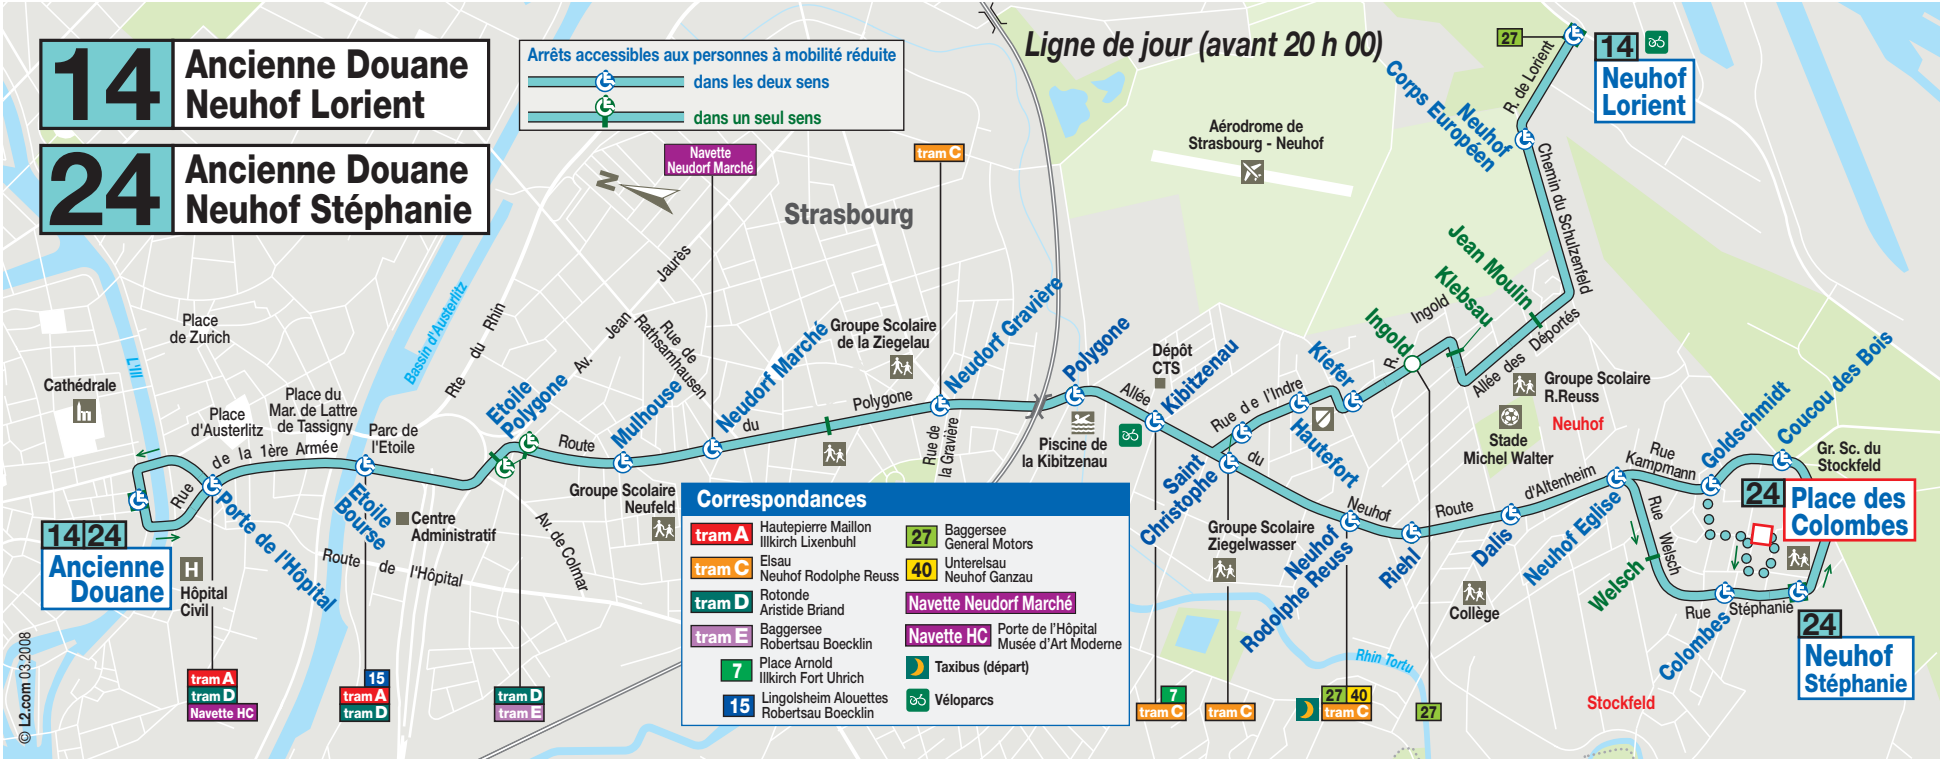 14
Ancienne Douane
Neuhof Lorient
24
Ancienne Douane
Neuhof Stéphanie
Arrêts accessibles aux personnes à mobilité réduite
dans les deux sens
dans un seul sens
Ligne de jour (avant 20 h 00)
27
14
Neuhof
Lorient
R. de Lorient
Neuhof
Corps Européen
Chemin du Schulzenfeld
Aérodrome de
Strasbourg - Neuhof
Navette
Neudorf Marché
tram C
N
Strasbourg
Place
de Zurich
L'Ill
Basin d'Austerlitz
Rte du Rhin
Av. Jean Jaurès
Rue de
Rathsamhausen
Cathédrale
Place
d'Austerlitz
Place du
Mar. de Lattre
de Tassigny
Parc de
l'Etoile
Rue de la 1ère Armée
14 24
Ancienne
Douane
H
Hôpital
Civil
Porte de l'Hôpital
Etoile
Bourse
Centre
Administratif
Route de l'Hôpital
Etoile
Polygone
Av. de Colmar
Route du Polygone
Mulhouse
Groupe Scolaire
Neufeld
Neudorf Marché
Groupe Scolaire
de la Ziegelau
Neudorf Gravière
Rue de
la Gravière
Polygone
Piscine de
la Kibitzenau
Allée du Neuhof
Dépôt
CTS
Kibitzenau
Saint
Christophe
Rue de l'Indre
Hautefort
Kiefer
R. Ingold
Ingold
Klebsau
Jean Moulin
Allée des Déportés
Groupe Scolaire
R.Reuss
Stade
Michel Walter
Neuhof
Groupe Scolaire
Ziegelwasser
Neuhof
Rodolphe Reuss
Riehl
Route d'Altenheim
Dalis
Collège
Neuhof Eglise
Rue
Kampmann
Rue Welsch
Welsch
Goldschmidt
Coucou des Bois
Gr. Sc. du
Stockfeld
24
Place des
Colombes
Rue Stéphanie
Colombes
24
Neuhof
Stéphanie
Stockfeld
Rhin Tortu
tram A
tram D
Navette HC
15
tram A
tram D
tram D
tram E
7
tram C
tram C
27 40
tram C
27
Correspondances
tram A
Hautepierre Maillon
Illkirch Lixenbuhl
tram C
Elsau
Neuhof Rodolphe Reuss
tram D
Rotonde
Aristide Briand
tram E
Baggersee
Robertsau Boecklin
7
Place Arnold
Illkirch Fort Uhrich
15
Lingolsheim Alouettes
Robertsau Boecklin
27
Baggersee
General Motors
40
Unterelsau
Neuhof Ganzau
Navette Neudorf Marché
Navette HC
Porte de l'Hôpital
Musée d'Art Moderne
Taxibus (départ)
Véloparcs
© L2.com 03.2008